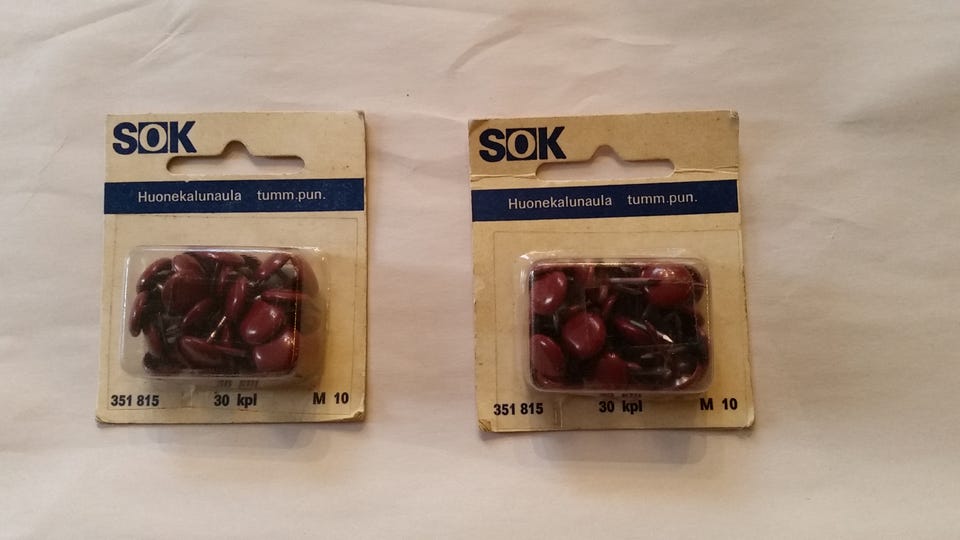 SOK
Huonekalunaula tumm.pun.
351 815 30 kpl M 10
SOK
Huonekalunaula tumm.pun.
351 815 30 kpl M 10